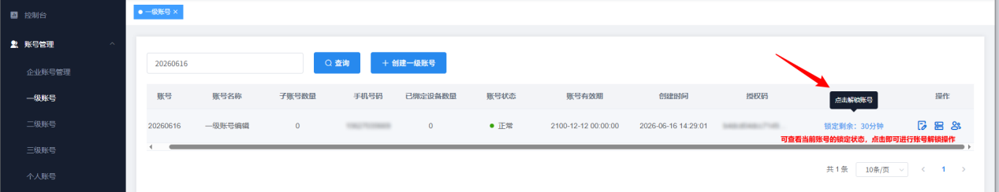 控制台
账号管理
企业账号管理
一级账号
二级账号
三级账号
个人账号
一级账号 ×
20260616
查询
+ 创建一级账号
账号 账号名称 子账号数量 手机号码 已绑定设备数量 账号状态 账号有效期 创建时间 授权码 操作
点击解锁账号
20260616 一级账号编辑 0 0 正常 2100-12-12 00:00:00 2026-06-16 14:29:01 锁定剩余：30分钟
可查看当前账号的锁定状态，点击即可进行账号解锁操作
共 1 条 10条/页 < 1 >